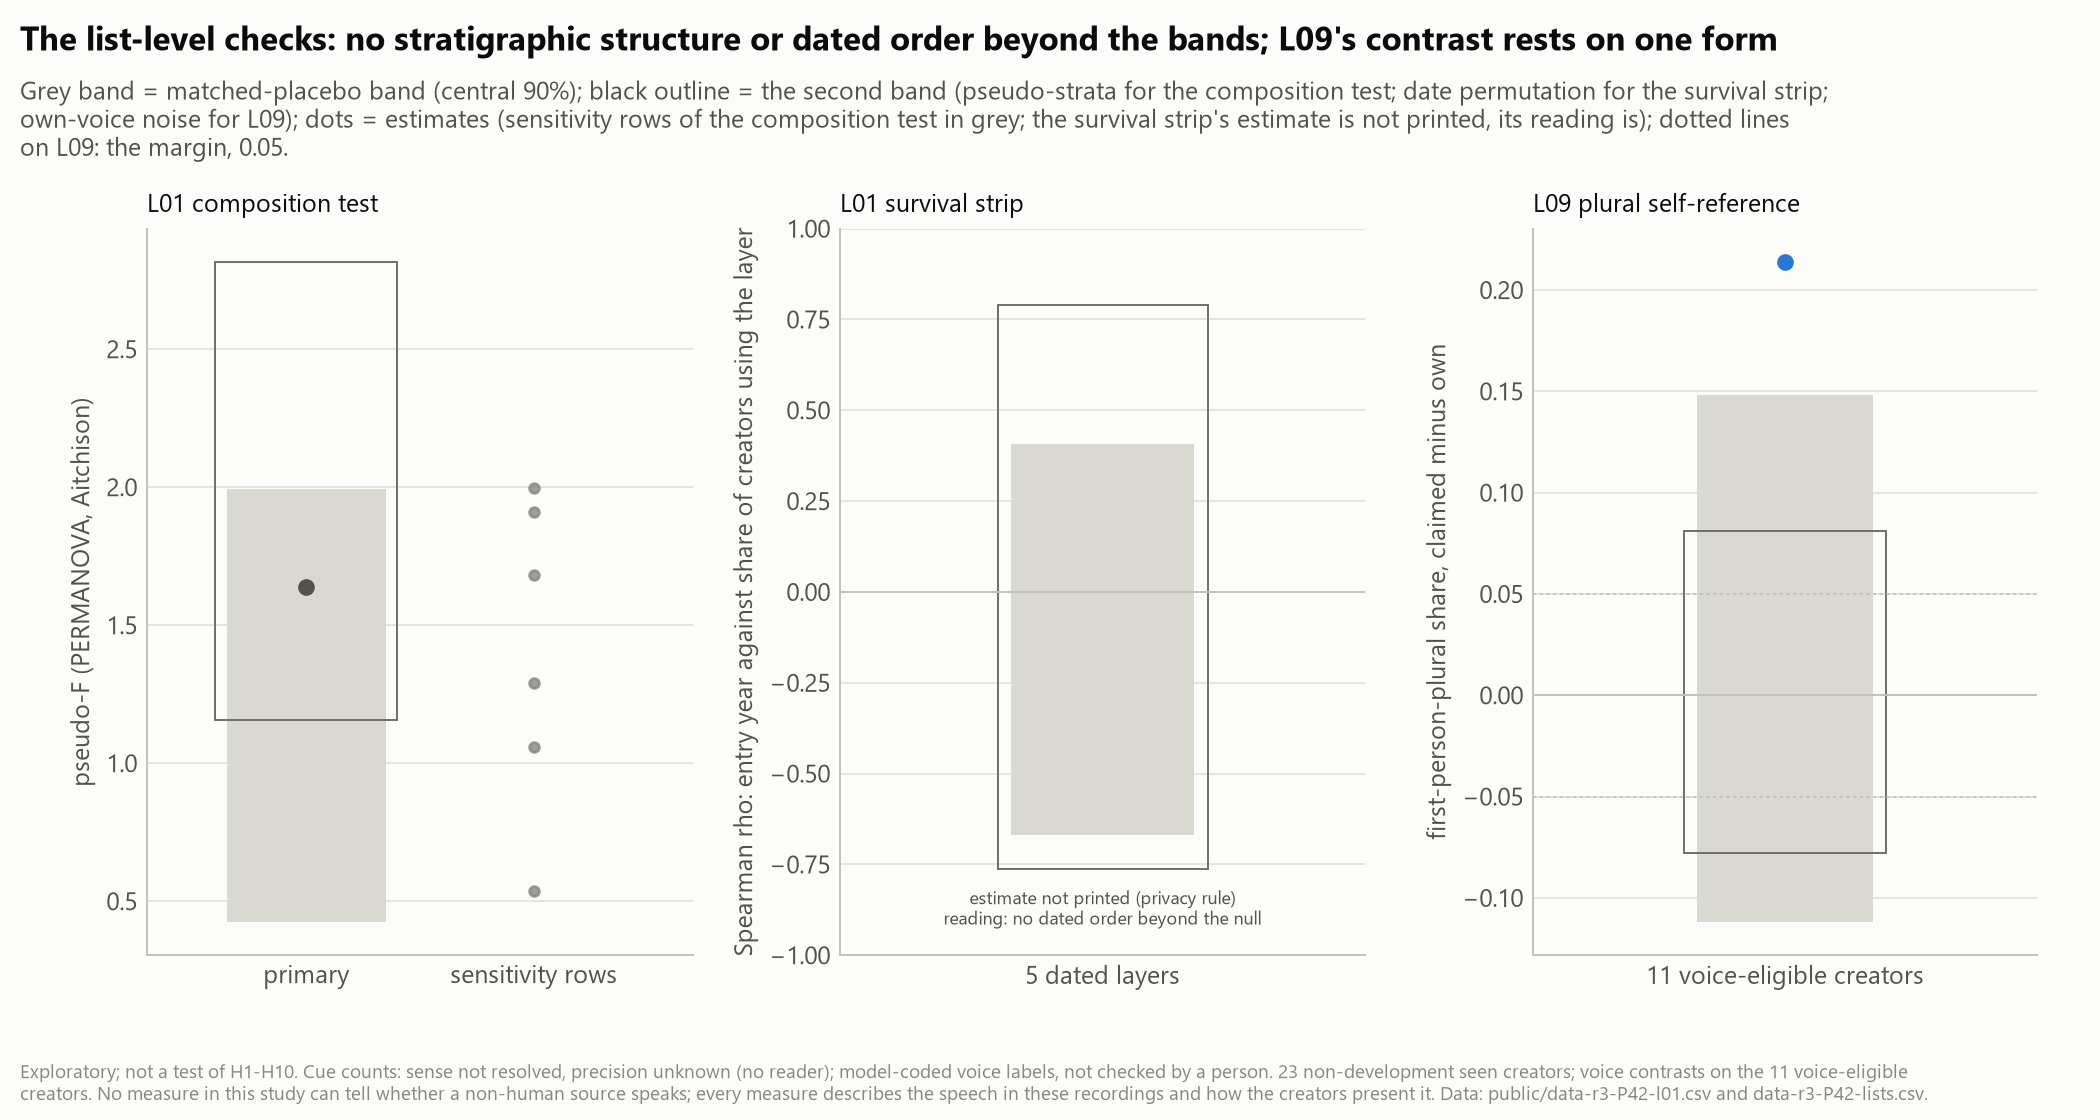 The list-level checks: no stratigraphic structure or dated order beyond the bands; L09's contrast rests on one form
Grey band = matched-placebo band (central 90%); black outline = the second band (pseudo-strata for the composition test; date permutation for the survival strip;
own-voice noise for L09); dots = estimates (sensitivity rows of the composition test in grey; the survival strip's estimate is not printed, its reading is); dotted lines
on L09: the margin, 0.05.
L01 composition test
pseudo-F (PERMANOVA, Aitchison)
2.5
2.0
1.5
1.0
0.5
primary
sensitivity rows
L01 survival strip
Spearman rho: entry year against share of creators using the layer
1.00
0.75
0.50
0.25
0.00
−0.25
−0.50
−0.75
−1.00
estimate not printed (privacy rule)
reading: no dated order beyond the null
5 dated layers
L09 plural self-reference
first-person-plural share, claimed minus own
0.20
0.15
0.10
0.05
0.00
−0.05
−0.10
11 voice-eligible creators
Exploratory; not a test of H1-H10. Cue counts: sense not resolved, precision unknown (no reader); model-coded voice labels, not checked by a person. 23 non-development seen creators; voice contrasts on the 11 voice-eligible
creators. No measure in this study can tell whether a non-human source speaks; every measure describes the speech in these recordings and how the creators present it. Data: public/data-r3-P42-l01.csv and data-r3-P42-lists.csv.